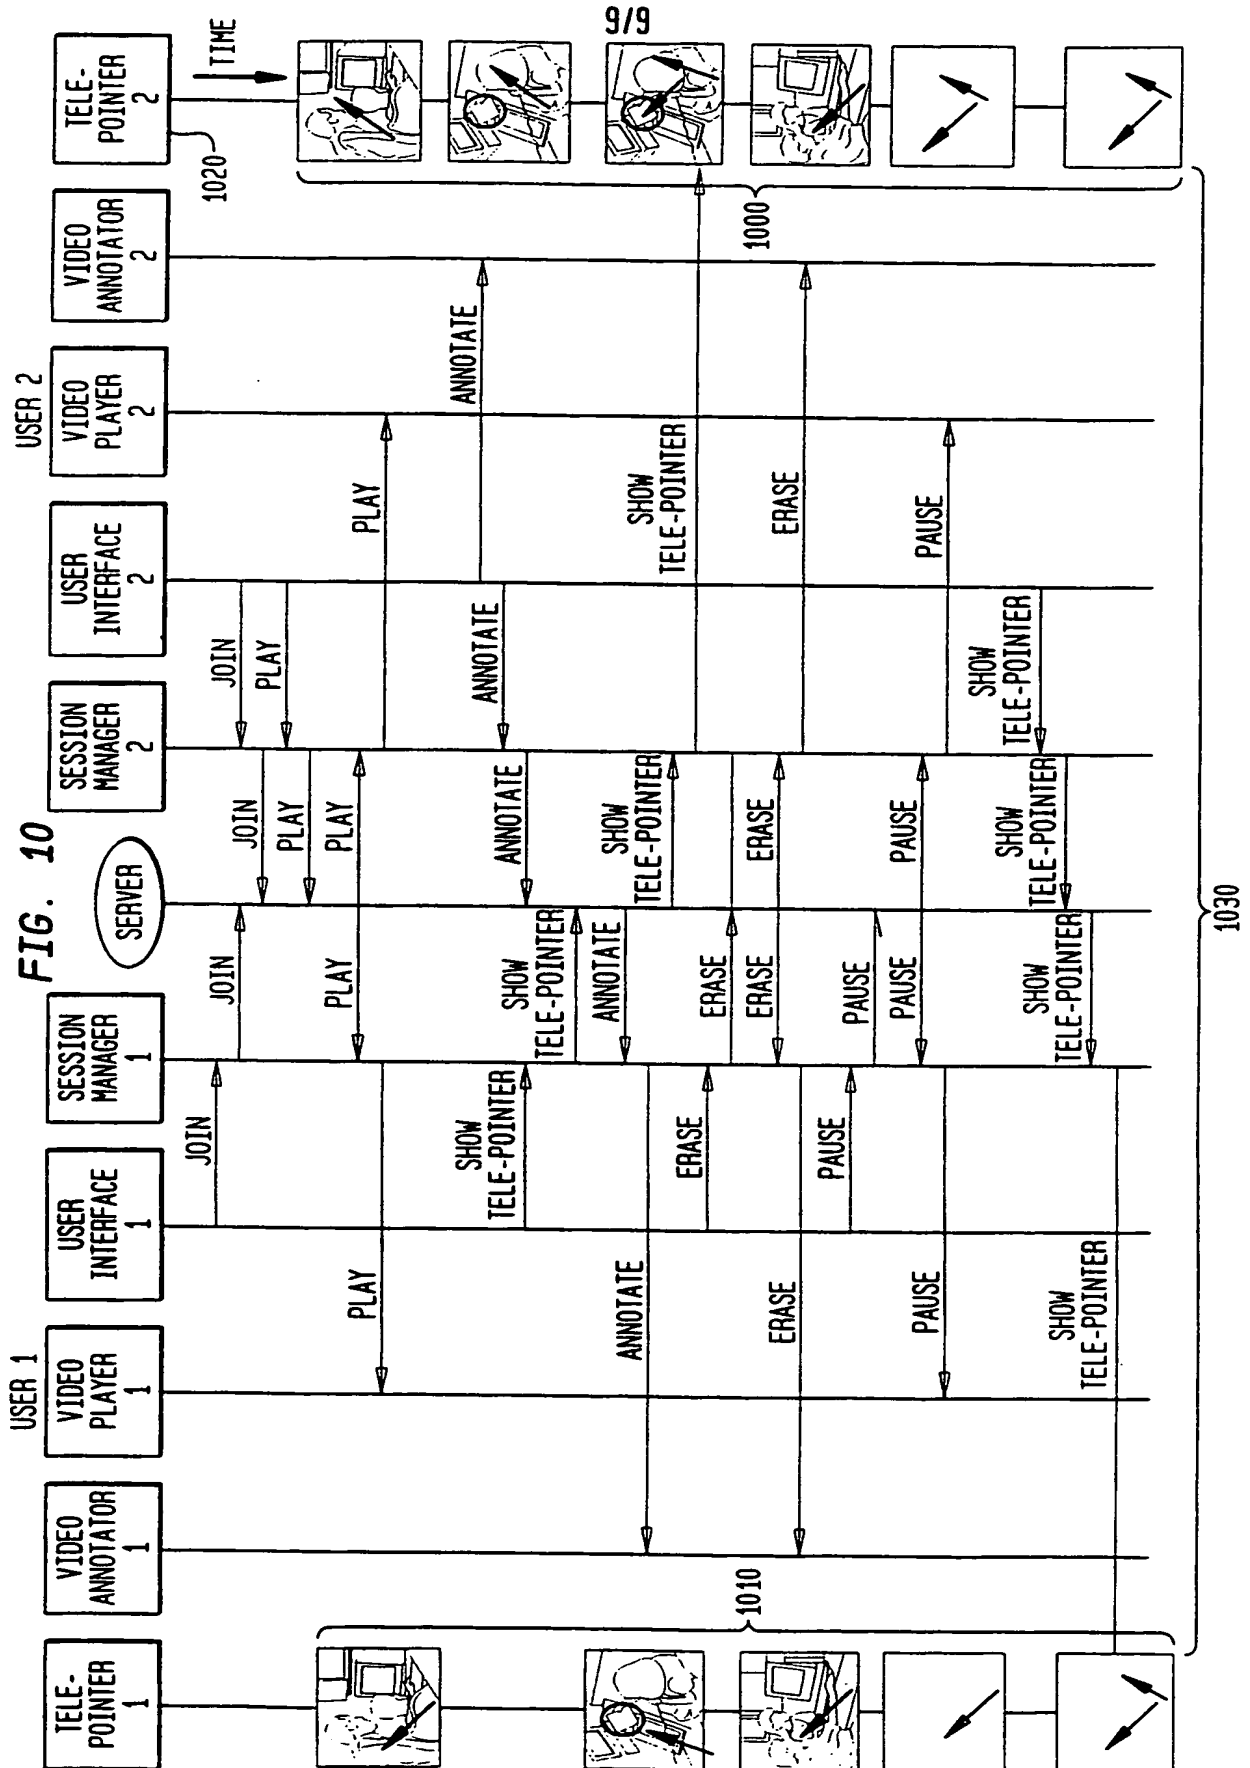 9/9
FIG. 10
USER 1
USER 2
TELE-
POINTER
1
VIDEO
ANNOTATOR
1
VIDEO
PLAYER
1
USER
INTERFACE
1
SESSION
MANAGER
1
SERVER
SESSION
MANAGER
2
USER
INTERFACE
2
VIDEO
PLAYER
2
VIDEO
ANNOTATOR
2
TELE-
POINTER
2
1020
TIME
JOIN
JOIN
JOIN
JOIN
PLAY
PLAY
PLAY
PLAY
PLAY
PLAY
ANNOTATE
ANNOTATE
ANNOTATE
SHOW
TELE-POINTER
SHOW
TELE-POINTER
ANNOTATE
ANNOTATE
SHOW
TELE-POINTER
SHOW
TELE-POINTER
ERASE
ERASE
ERASE
ERASE
ERASE
ERASE
PAUSE
PAUSE
PAUSE
PAUSE
PAUSE
PAUSE
SHOW
TELE-POINTER
SHOW
TELE-POINTER
SHOW
TELE-POINTER
SHOW
TELE-POINTER
1010
1000
1030